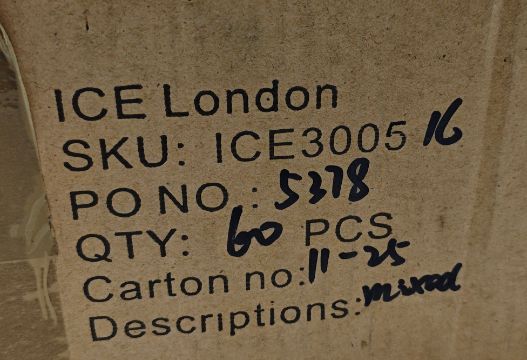 ICE London
SKU: ICE3005 16
PO NO.: 5378
QTY: 60 PCS
Carton no: 11-25
Descriptions: mixed